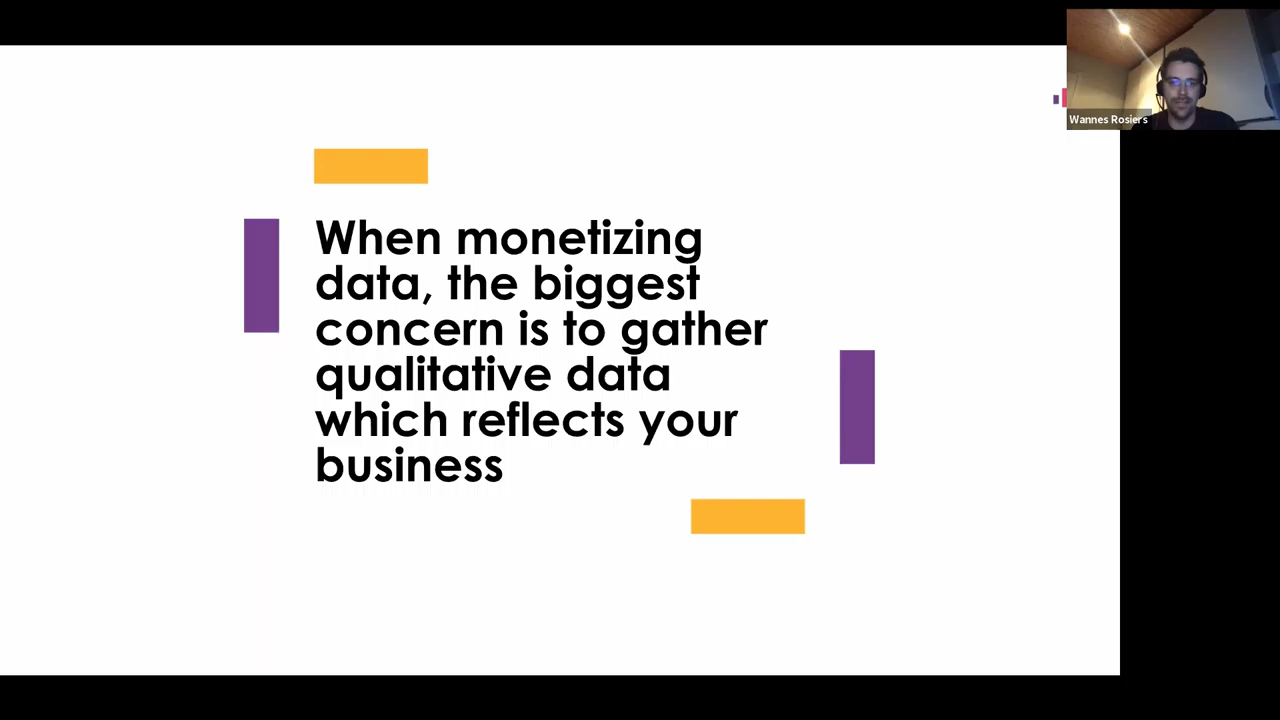 When monetizing
data, the biggest
concern is to gather
qualitative data
which reflects your
business
Wannes Rosiers